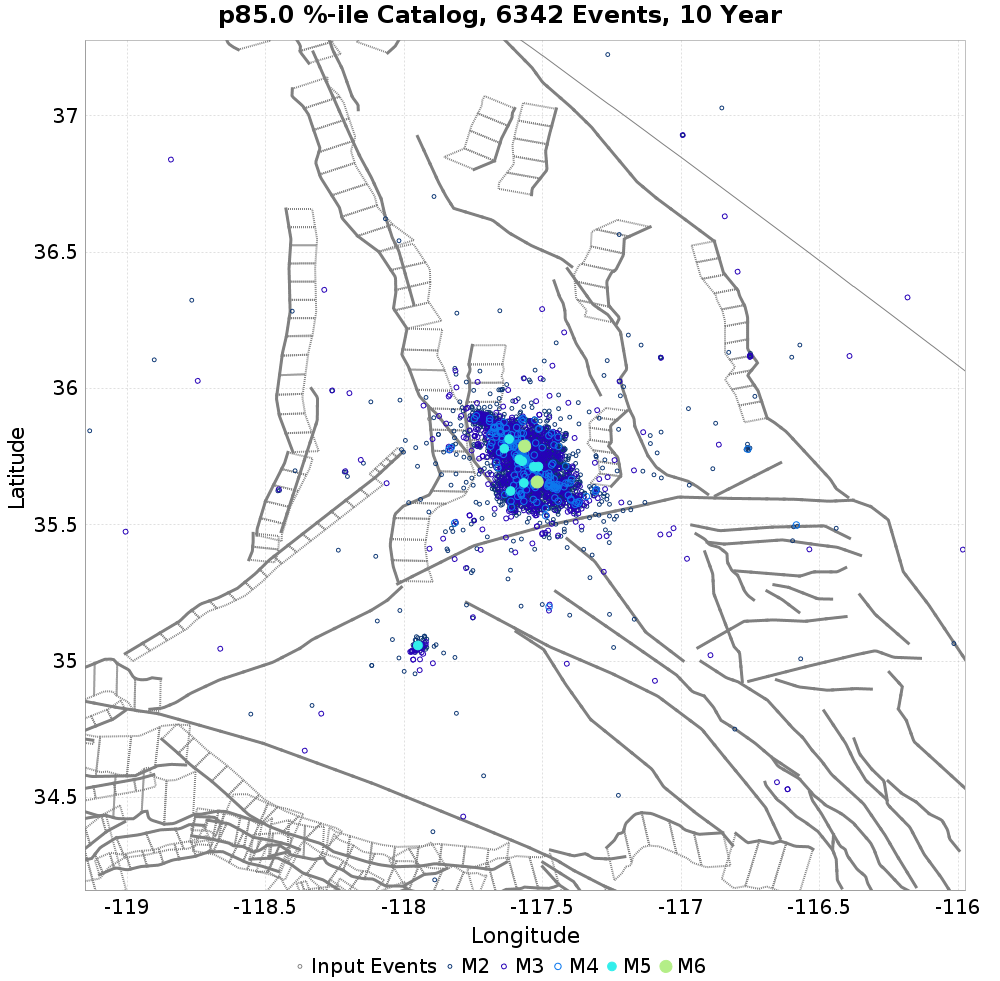 p85.0 %-ile Catalog, 6342 Events, 10 Year
37
36.5
36
35.5
35
34.5
Latitude
-119 -118.5 -118 -117.5 -117 -116.5 -116
Longitude
Input Events M2 M3 M4 M5 M6